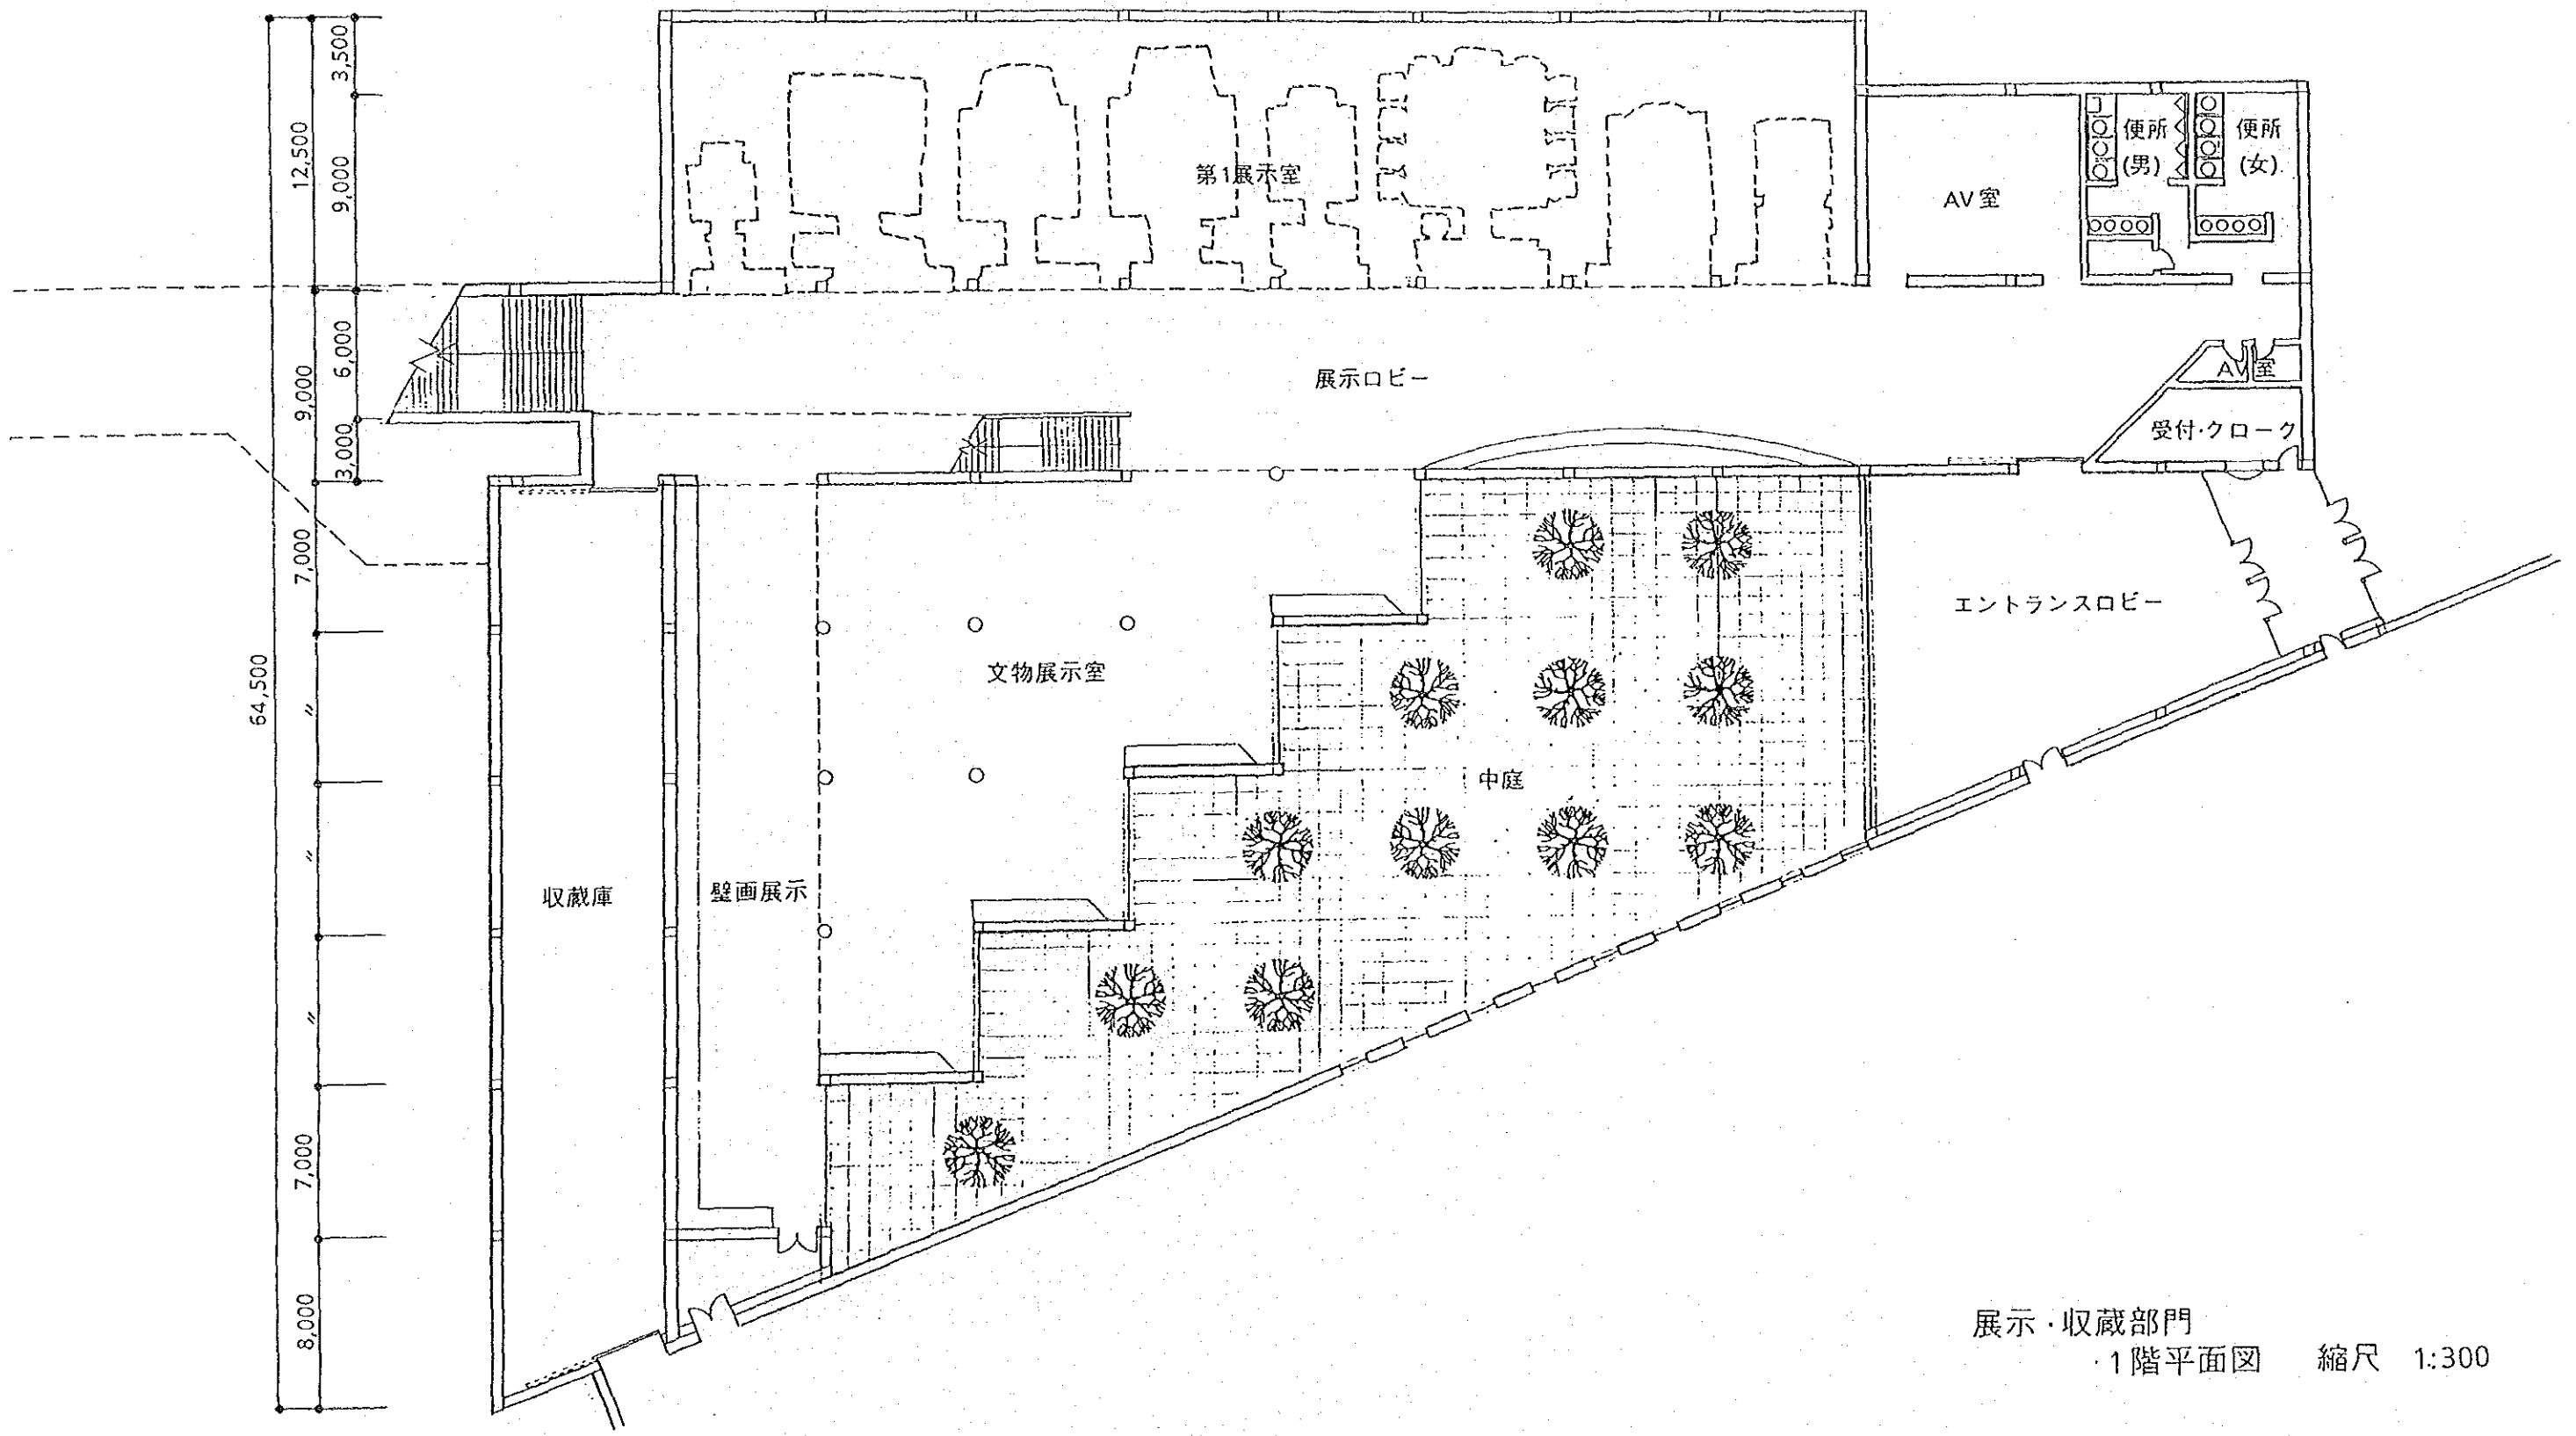 3,500
12,500
9,000
6,000
9,000
3,000
7,000
64,500
〃
〃
〃
7,000
8,000
第1展示室
AV室
便所
(男)
便所
(女)
展示ロビー
AV室
受付・クローク
エントランスロビー
文物展示室
中庭
収蔵庫
壁画展示
展示・収蔵部門
1階平面図 縮尺 1:300